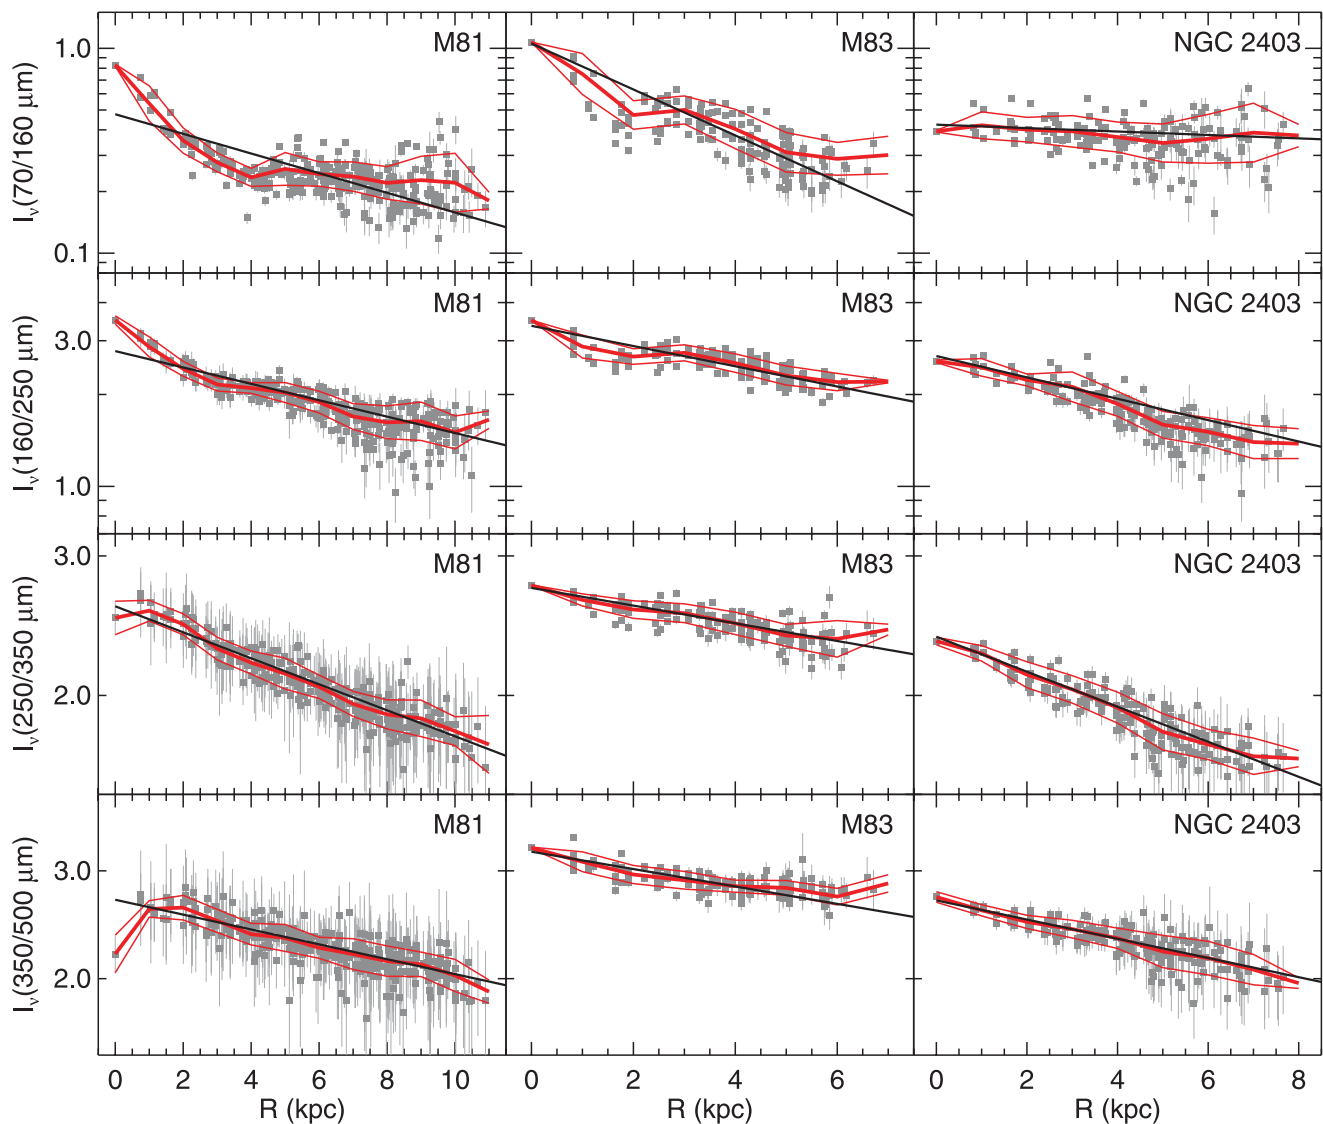 M81 M83 NGC 2403
1.0
0.1
Iν(70/160 μm)
M81 M83 NGC 2403
3.0
1.0
Iν(160/250 μm)
M81 M83 NGC 2403
3.0
2.0
Iν(250/350 μm)
M81 M83 NGC 2403
3.0
2.0
Iν(350/500 μm)
0 2 4 6 8 10 0 2 4 6 0 2 4 6 8
R (kpc) R (kpc) R (kpc)